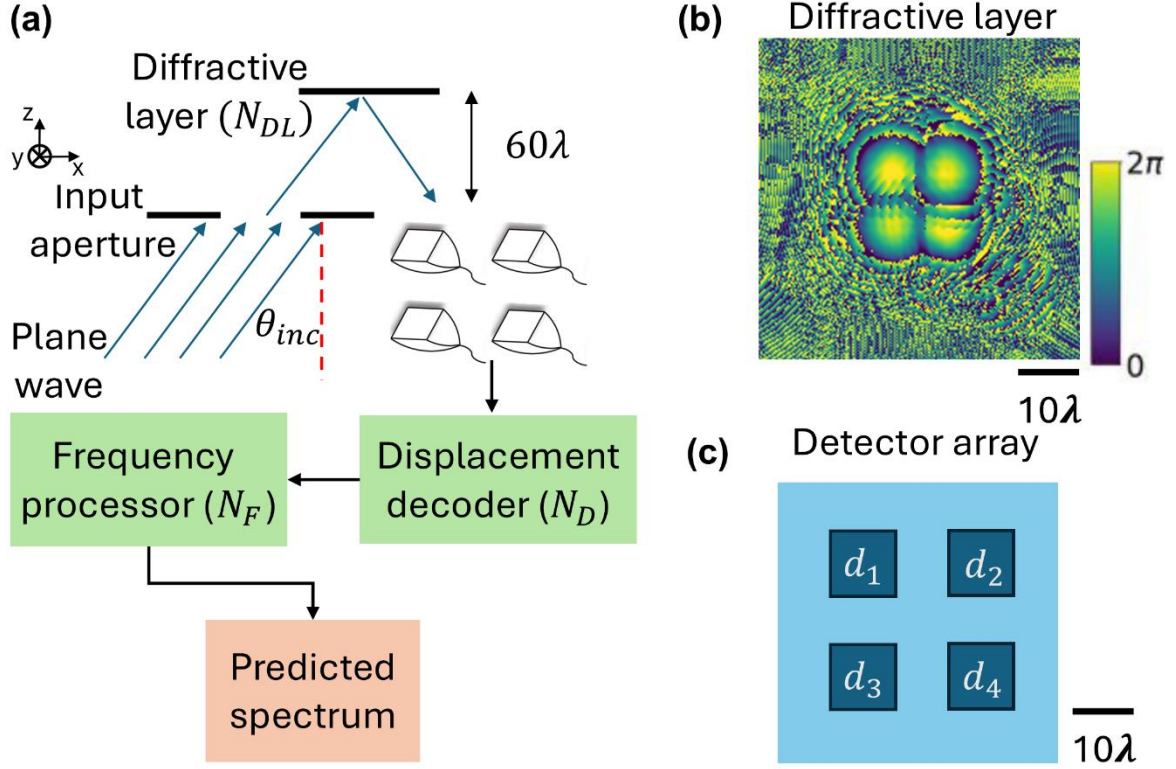 (a)
Diffractive
layer (N_DL)
z
y
x
60λ
Input
aperture
θ_inc
Plane
wave
Frequency
processor (N_F)
Displacement
decoder (N_D)
Predicted
spectrum
(b)
Diffractive layer
2π
0
10λ
(c)
Detector array
d_1
d_2
d_3
d_4
10λ